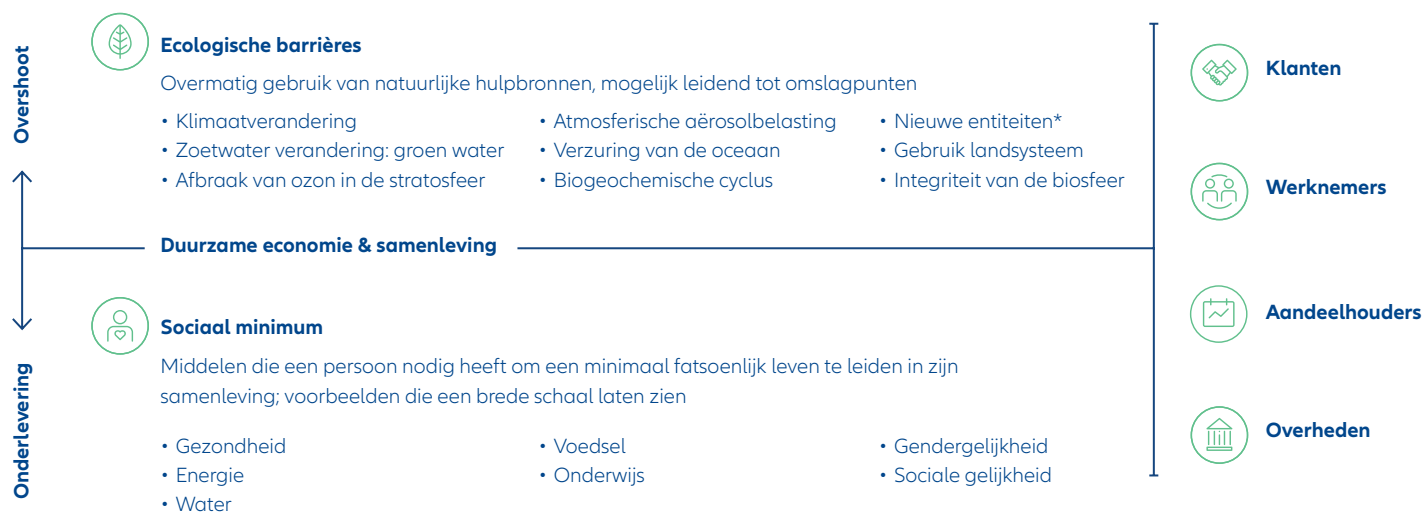 Overshoot
Ecologische barrières
Overmatig gebruik van natuurlijke hulpbronnen, mogelijk leidend tot omslagpunten
• Klimaatverandering
• Zoetwater verandering: groen water
• Afbraak van ozon in de stratosfeer
• Atmosferische aërosolbelasting
• Verzuring van de oceaan
• Biogeochemische cyclus
• Nieuwe entiteiten*
• Gebruik landsysteem
• Integriteit van de biosfeer
Duurzame economie & samenleving
Onderlevering
Sociaal minimum
Middelen die een persoon nodig heeft om een minimaal fatsoenlijk leven te leiden in zijn
samenleving; voorbeelden die een brede schaal laten zien
• Gezondheid
• Energie
• Water
• Voedsel
• Onderwijs
• Gendergelijkheid
• Sociale gelijkheid
Klanten
Werknemers
Aandeelhouders
Overheden